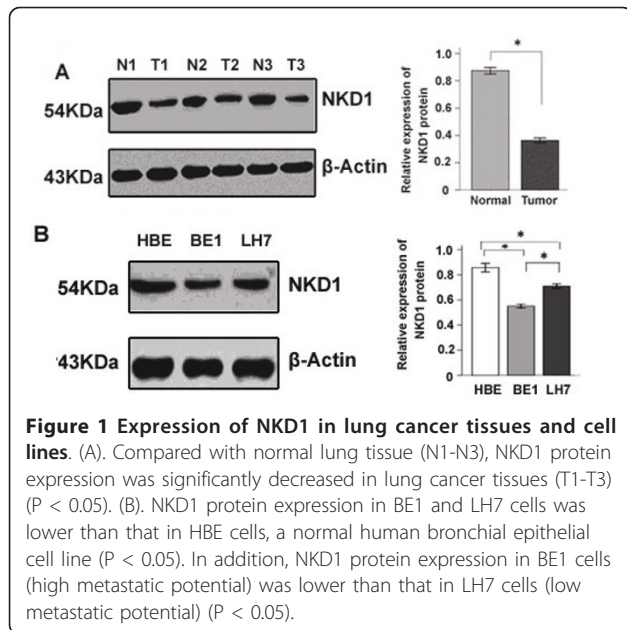 A
N1 T1 N2 T2 N3 T3
54KDa
NKD1
43KDa
β-Actin
Relative expression of
NKD1 protein
1.0
0.8
0.6
0.4
0.2
0
*
Normal Tumor
B
HBE BE1 LH7
54KDa
NKD1
43KDa
β-Actin
Relative expression of
NKD1 protein
1.0
0.8
0.6
0.4
0.2
0
*
*
*
HBE BE1 LH7
Figure 1 Expression of NKD1 in lung cancer tissues and cell
lines. (A). Compared with normal lung tissue (N1-N3), NKD1 protein
expression was significantly decreased in lung cancer tissues (T1-T3)
(P < 0.05). (B). NKD1 protein expression in BE1 and LH7 cells was
lower than that in HBE cells, a normal human bronchial epithelial
cell line (P < 0.05). In addition, NKD1 protein expression in BE1 cells
(high metastatic potential) was lower than that in LH7 cells (low
metastatic potential) (P < 0.05).